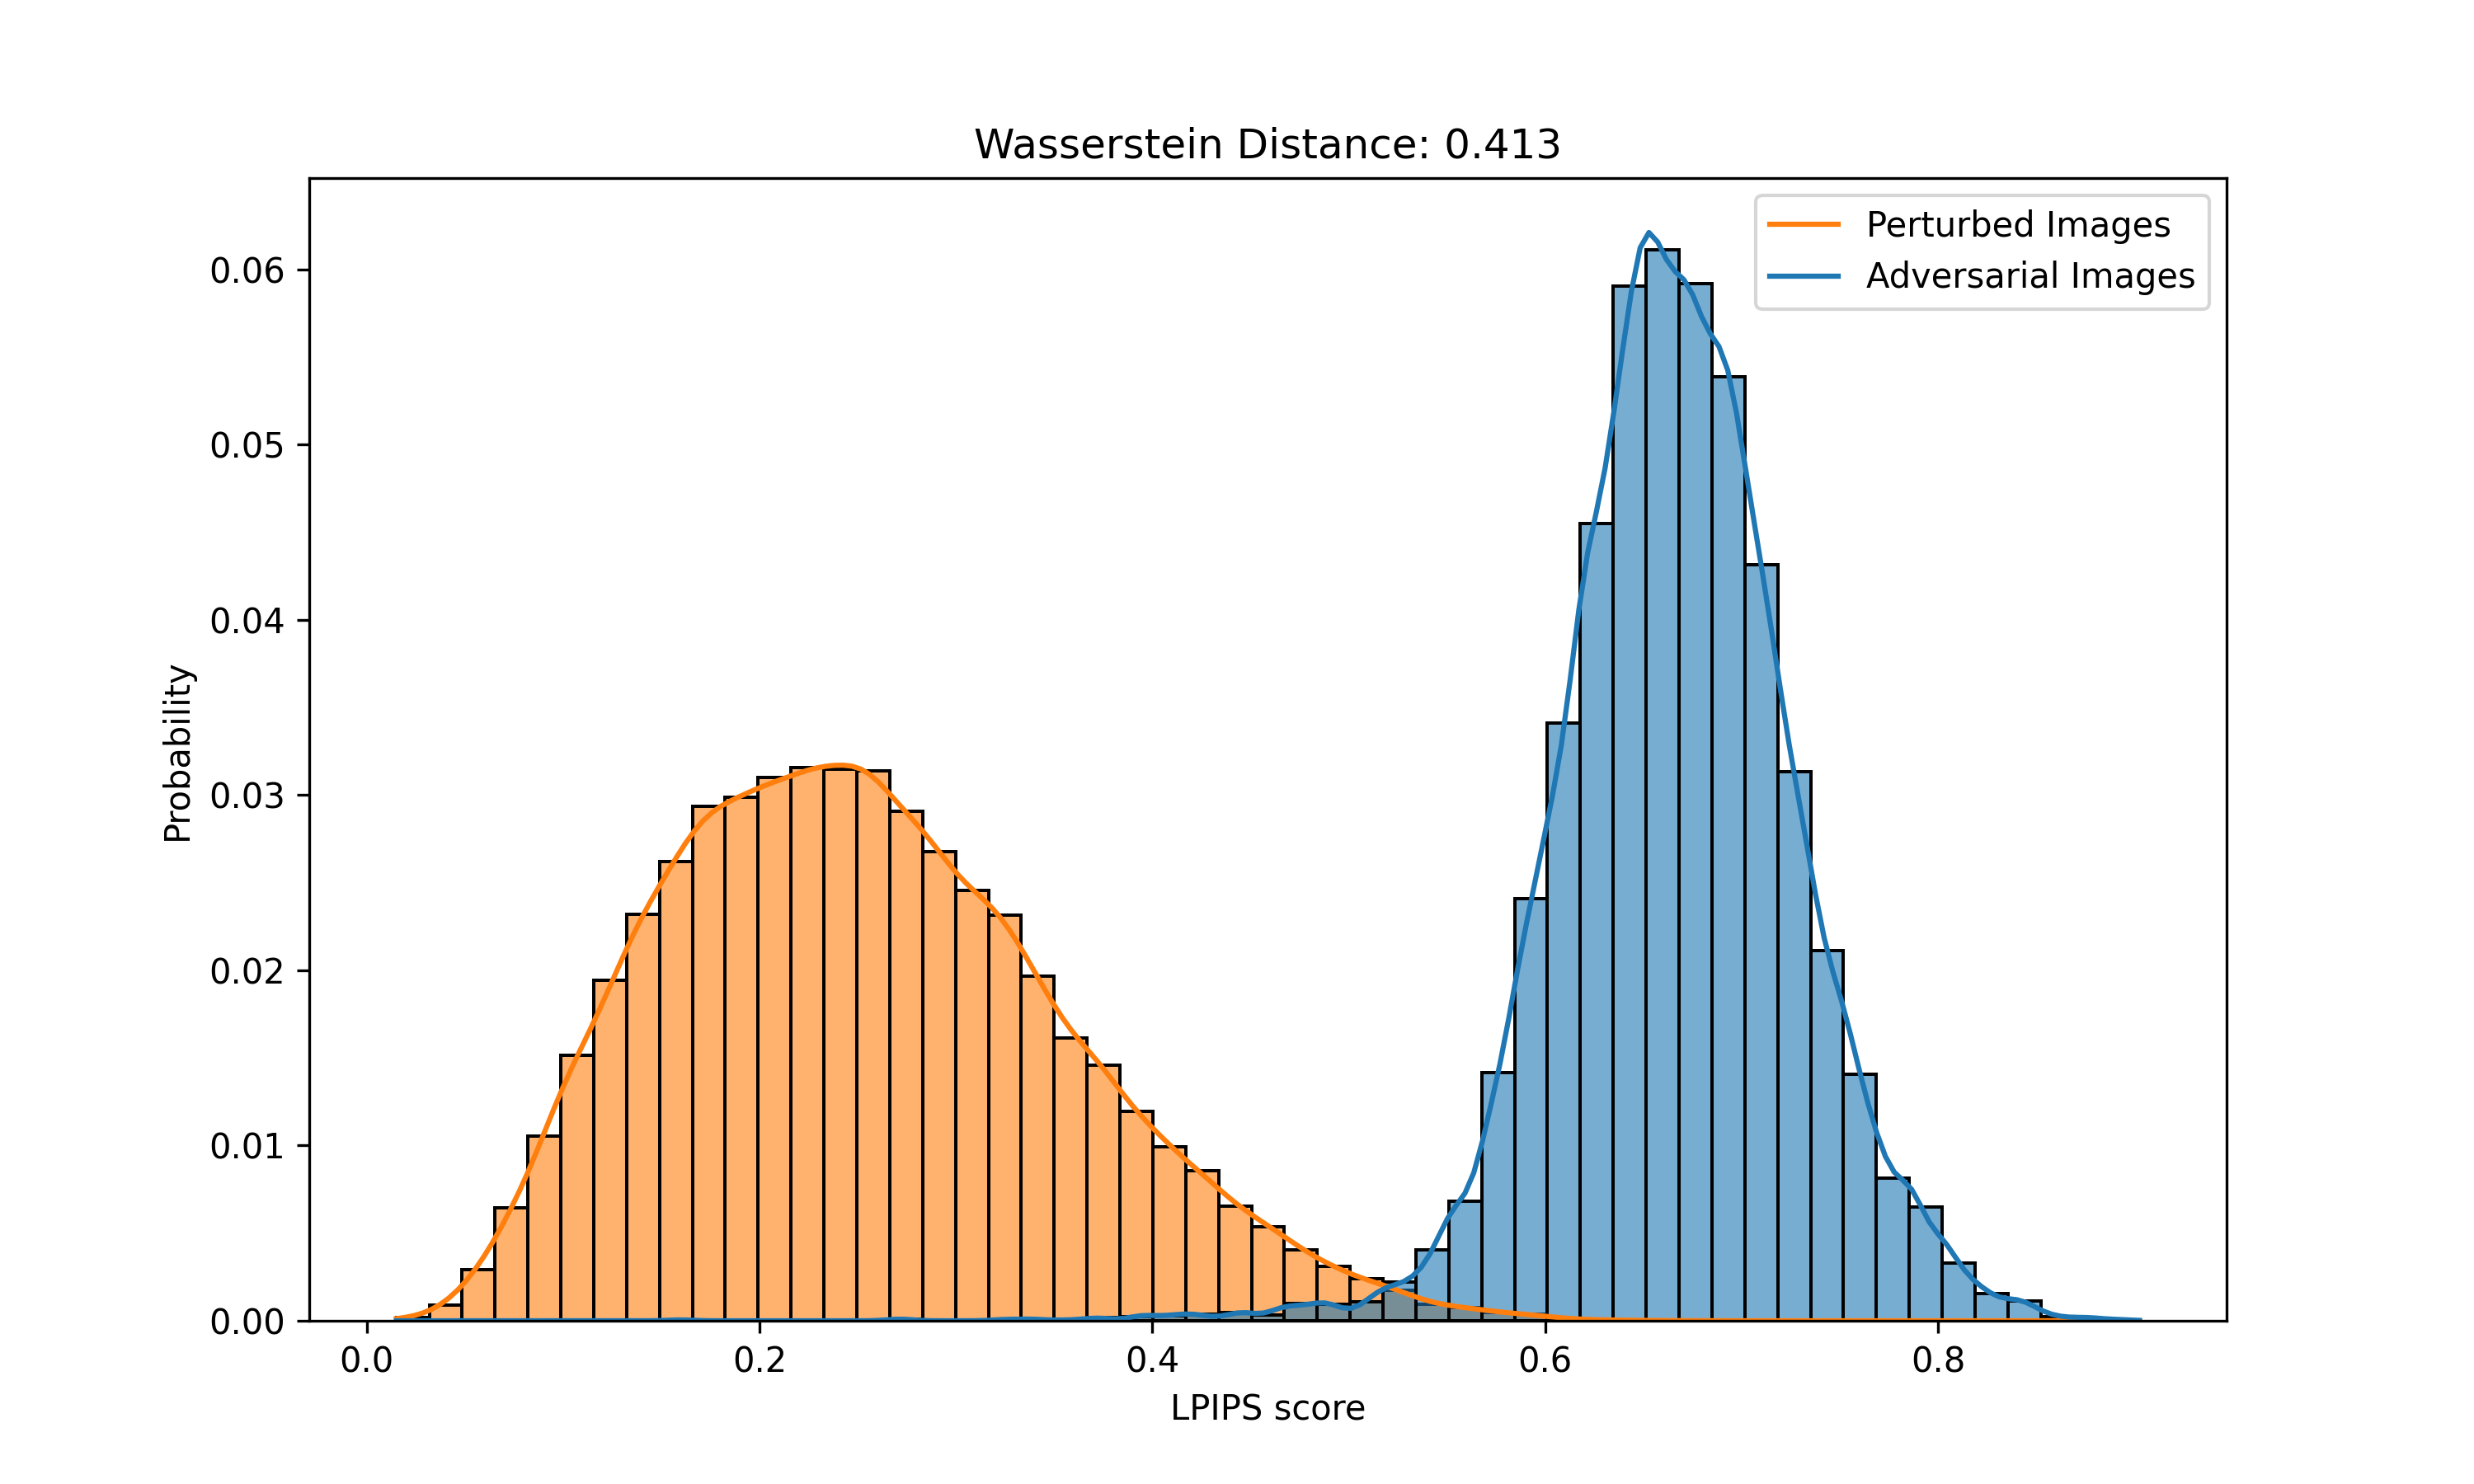 Wasserstein Distance: 0.413
Perturbed Images
Adversarial Images
Probability
0.06
0.05
0.04
0.03
0.02
0.01
0.00
0.0 0.2 0.4 0.6 0.8
LPIPS score